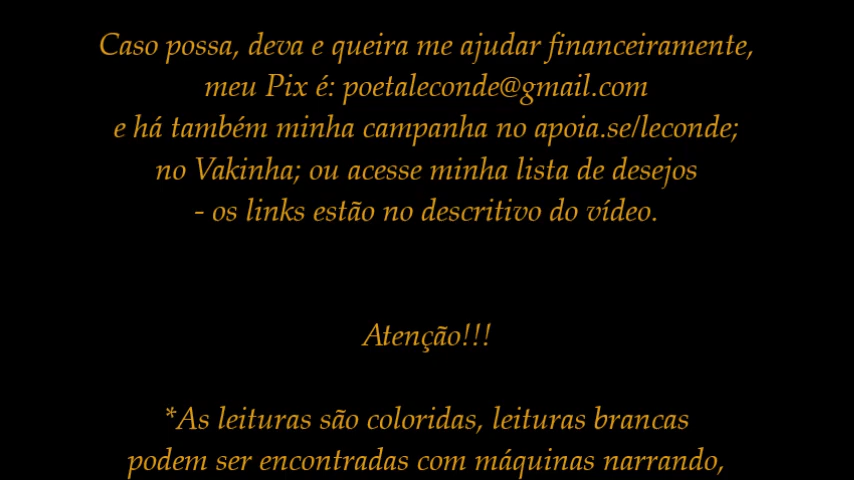 Caso possa, deva e queira me ajudar financeiramente,
meu Pix é: poetaleconde@gmail.com
e há também minha campanha no apoia.se/leconde;
no Vakinha; ou acesse minha lista de desejos
- os links estão no descritivo do vídeo.
Atenção!!!
*As leituras são coloridas, leituras brancas
podem ser encontradas com máquinas narrando,